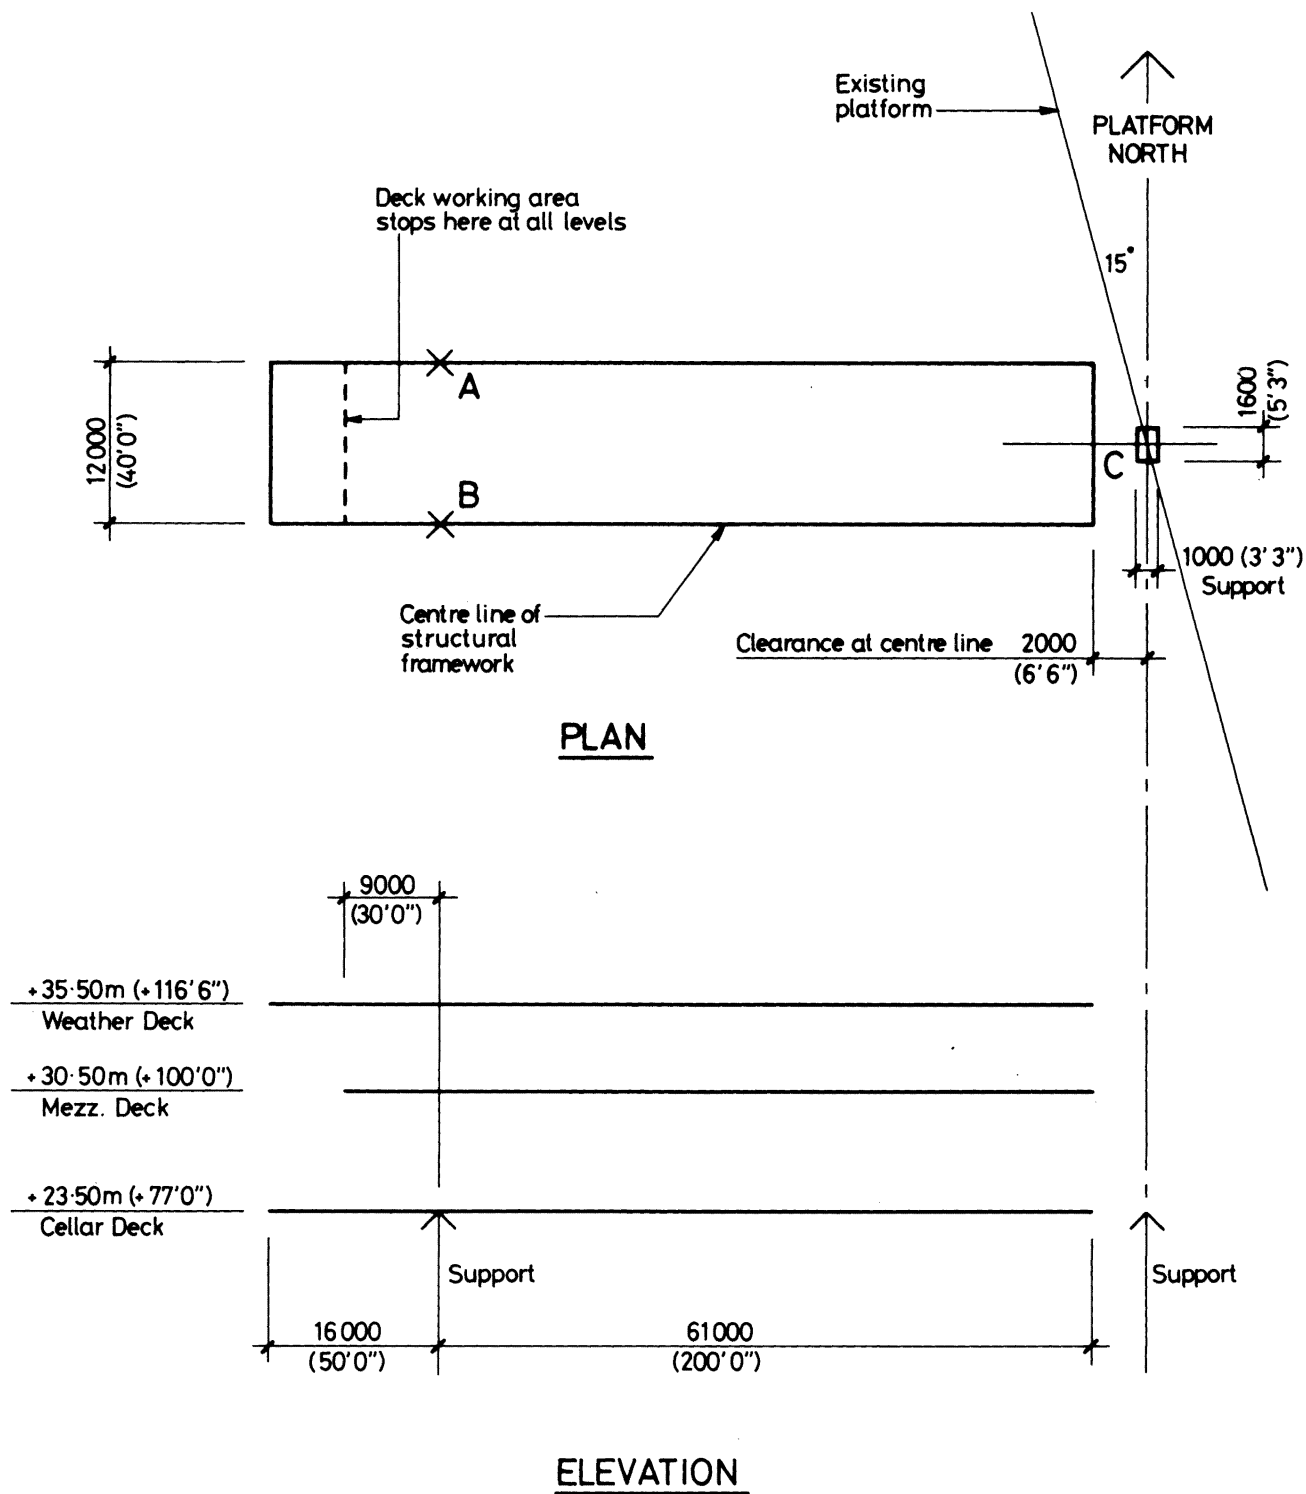 Existing
platform
PLATFORM
NORTH
Deck working area
stops here at all levels
15°
12000
(40'0")
A
B
C
1600
(5'3")
1000 (3'3")
Support
Centre line of
structural
framework
Clearance at centre line 2000
(6'6")
PLAN
9000
(30'0")
+35·50m (+116'6")
Weather Deck
+30·50m (+100'0")
Mezz. Deck
+23·50m (+77'0")
Cellar Deck
Support
Support
16000
(50'0")
61000
(200'0")
ELEVATION